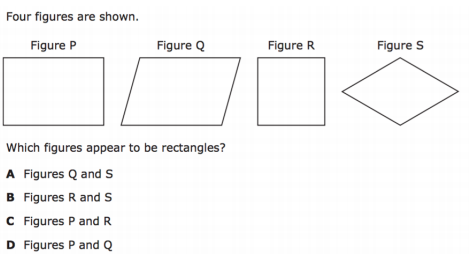 Four figures are shown.
Figure P Figure Q Figure R Figure S
Which figures appear to be rectangles?
A Figures Q and S
B Figures R and S
C Figures P and R
D Figures P and Q